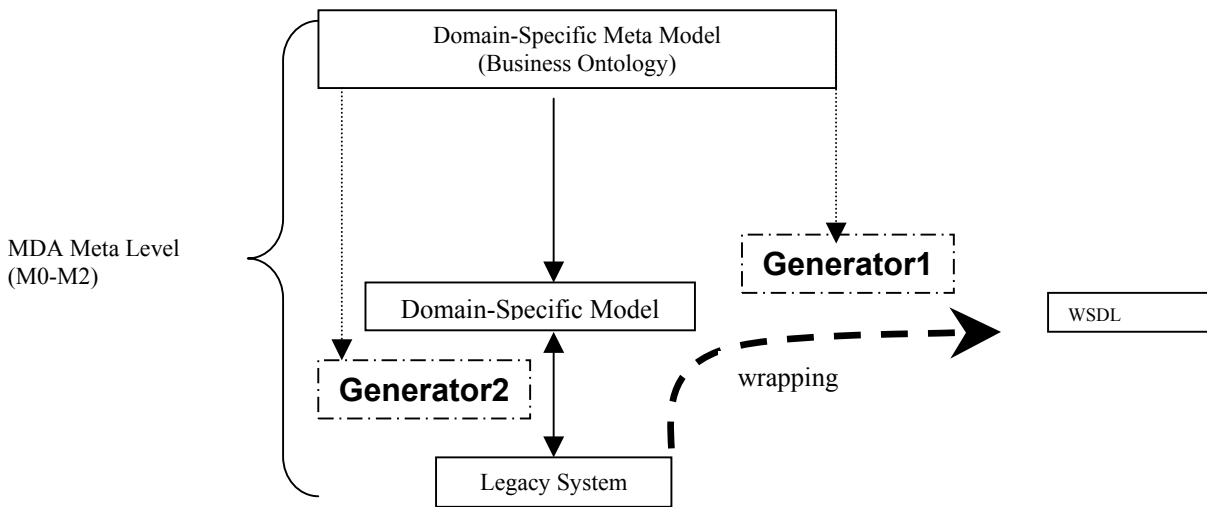 Domain-Specific Meta Model
(Business Ontology)
MDA Meta Level
(M0-M2)
Generator1
Domain-Specific Model
WSDL
Generator2
wrapping
Legacy System